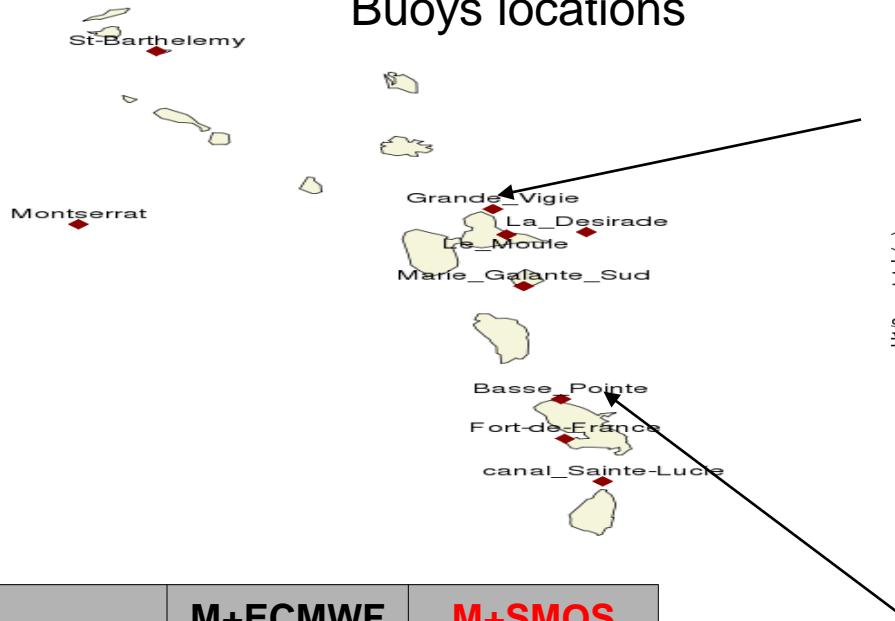 Buoys locations
St-Barthelemy
Grande_Vigie
Montserrat
La_Desirade
Le_Moule
Marie_Galante_Sud
Basse_Pointe
Fort-de-France
canal_Sainte-Lucie
M+ECMWF
M+SMOS